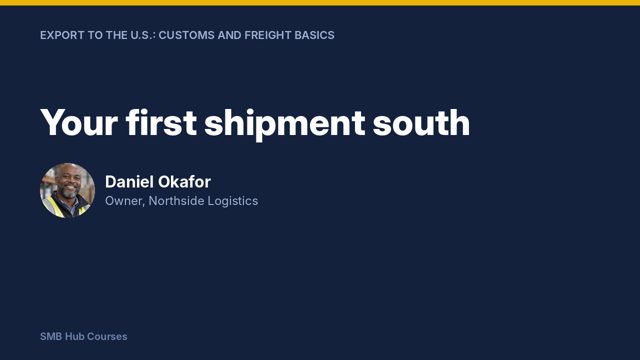 EXPORT TO THE U.S.: CUSTOMS AND FREIGHT BASICS
Your first shipment south
Daniel Okafor
Owner, Northside Logistics
SMB Hub Courses